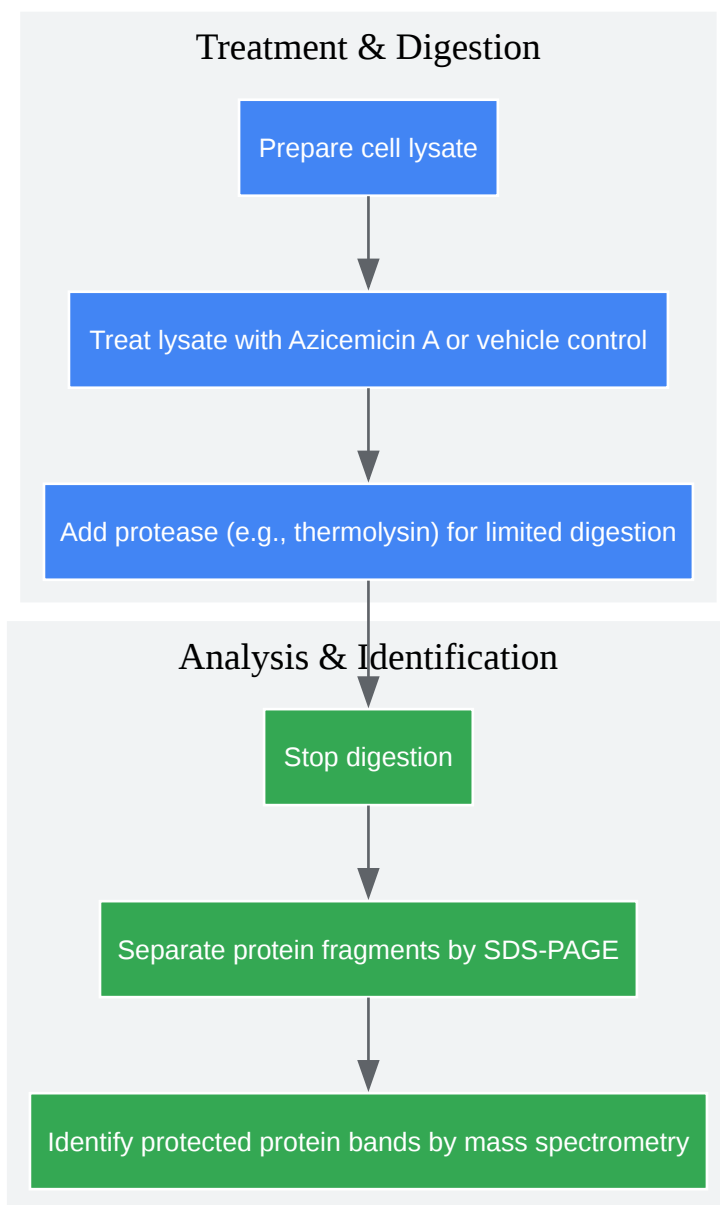 Treatment & Digestion
Prepare cell lysate
Treat lysate with Azicemicin A or vehicle control
Add protease (e.g., thermolysin) for limited digestion
Analysis & Identification
Stop digestion
Separate protein fragments by SDS-PAGE
Identify protected protein bands by mass spectrometry